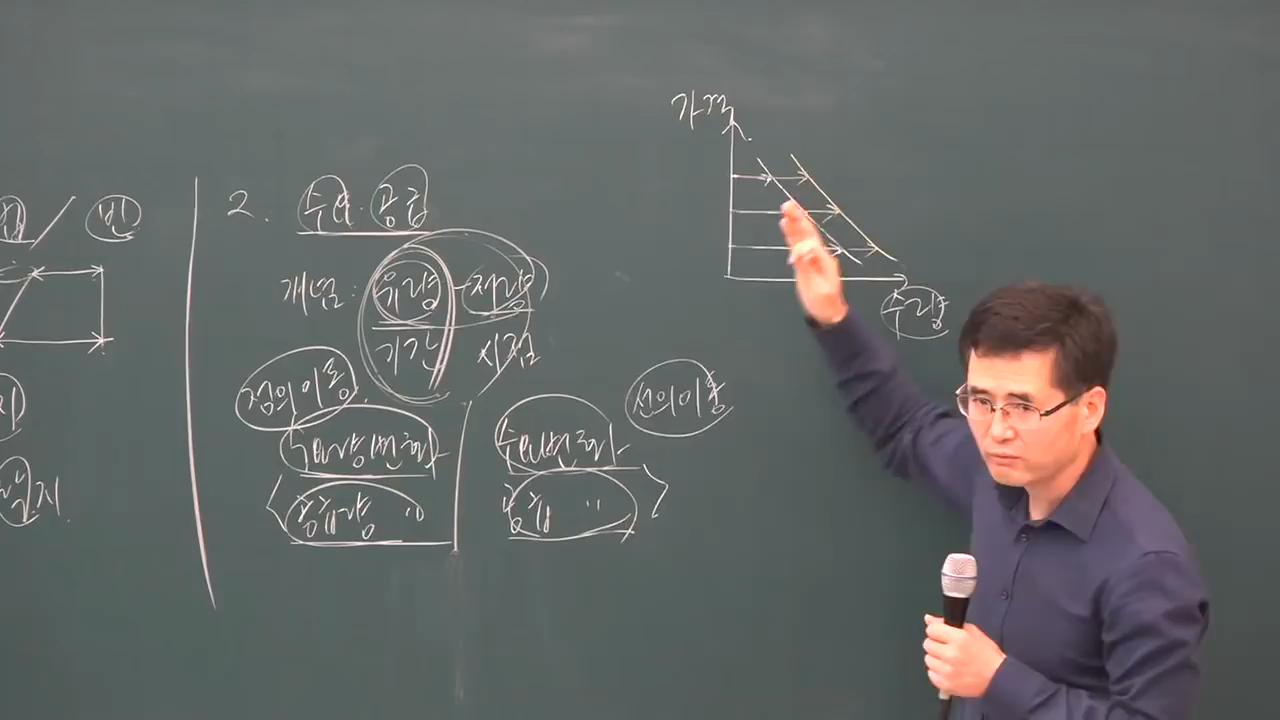 빈
2. 수요·공급
개념: 유량 - 저량
기간 시점
점의이동
선의이동
수요량변화
수요변화
공급량 〃
공급 〃
가격
수량